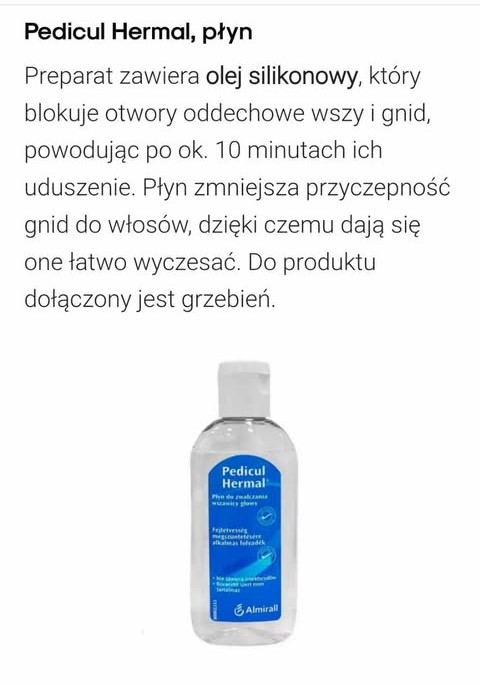 Pedicul Hermal, płyn
Preparat zawiera olej silikonowy, który
blokuje otwory oddechowe wszy i gnid,
powodując po ok. 10 minutach ich
uduszenie. Płyn zmniejsza przyczepność
gnid do włosów, dzięki czemu dają się
one łatwo wyczesać. Do produktu
dołączony jest grzebień.
Pedicul
Hermal
Płyn do zwalczania
wszawicy głowy
Fejtetvesség
megszüntetésére
alkalmas folyadék
Almirall